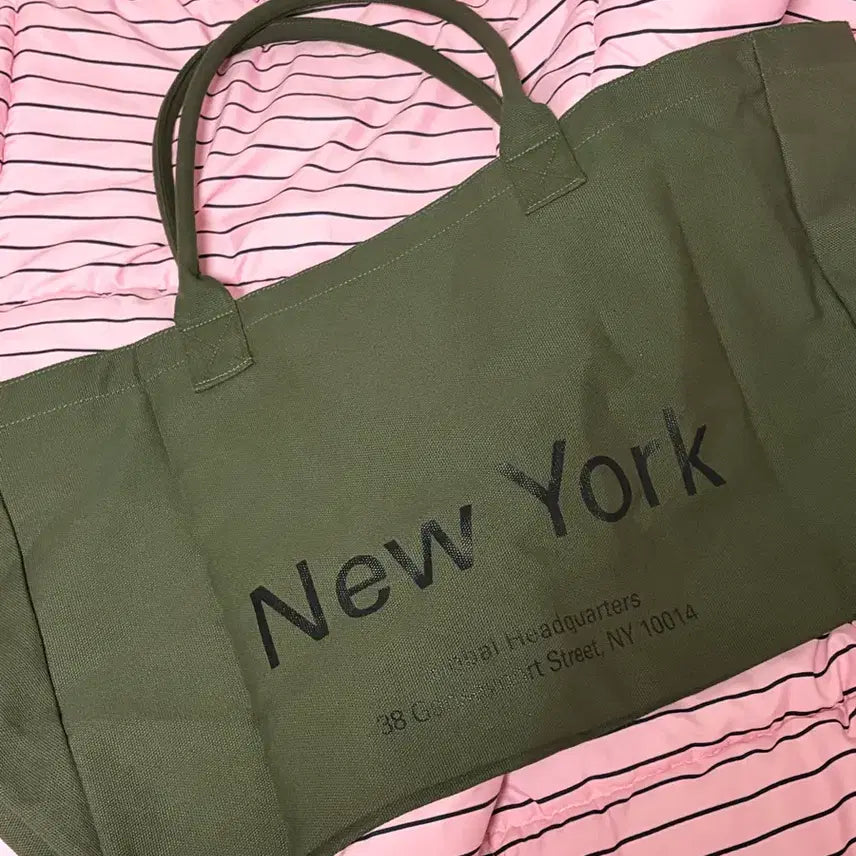 New York
Headquarters
38 Street, NY 10014